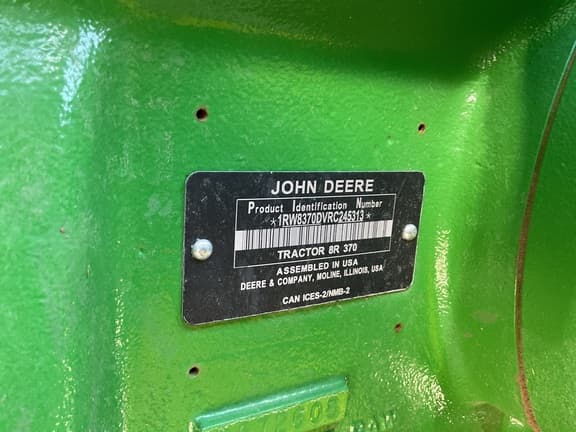 JOHN DEERE
Product Identification Number
*1RW8370DVRC245313*
TRACTOR 8R 370
ASSEMBLED IN USA
DEERE & COMPANY, MOLINE, ILLINOIS, USA
CAN ICES-2/NMB-2